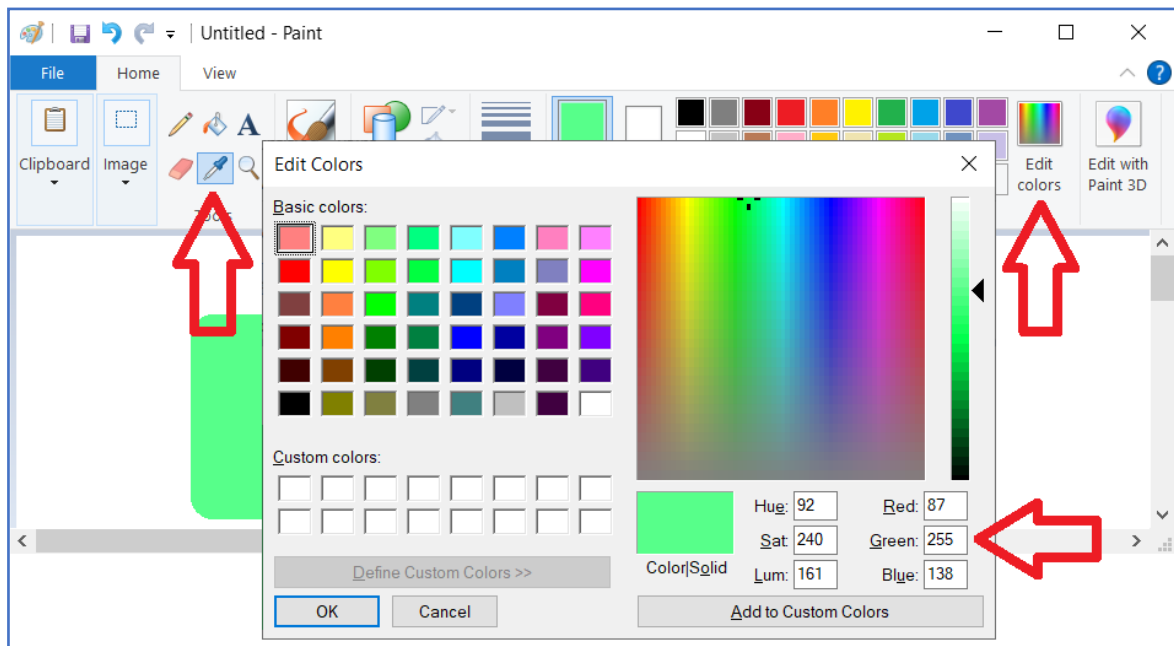 Untitled - Paint
File Home View
?
A
Clipboard Image
Edit colors
Edit with Paint 3D
Tools
Edit Colors
Basic colors:
Custom colors:
Define Custom Colors >>
OK Cancel
Color|Solid
Hue: 92 Red: 87
Sat: 240 Green: 255
Lum: 161 Blue: 138
Add to Custom Colors